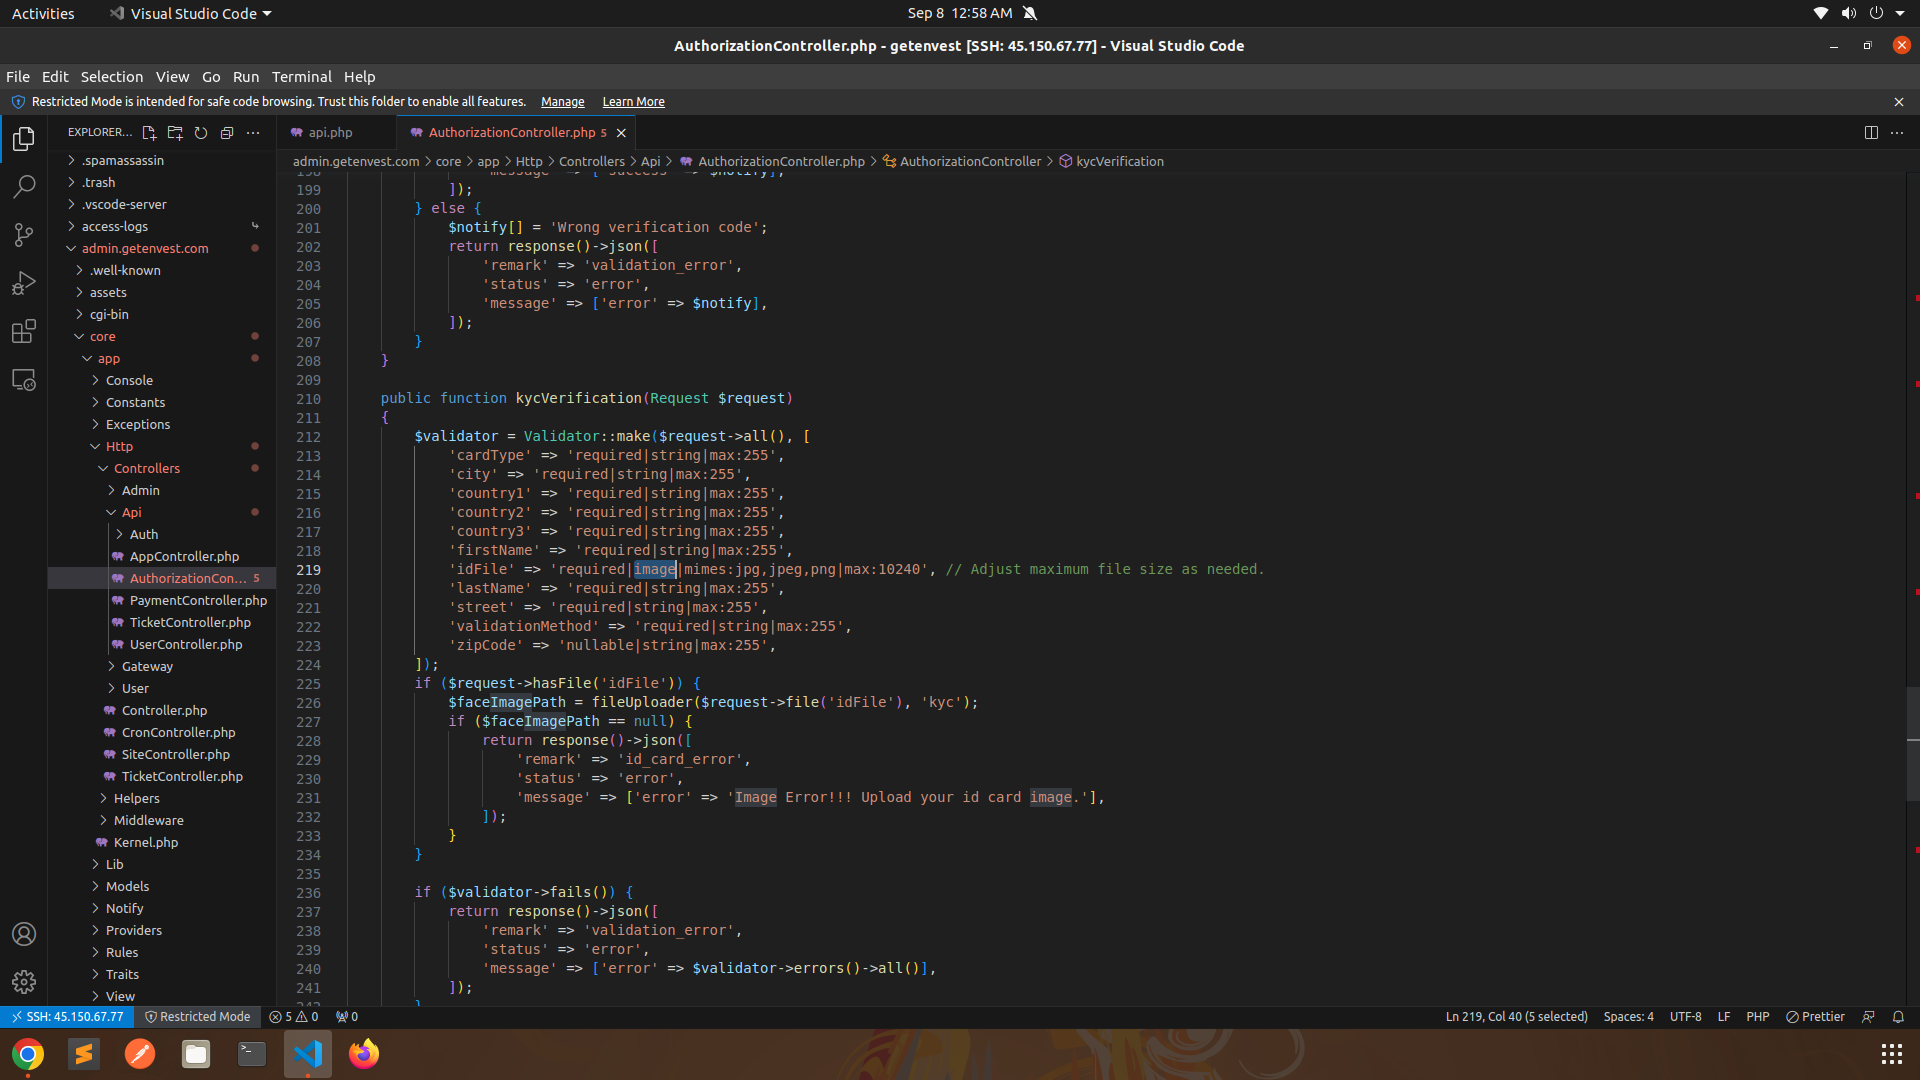 Activities
Visual Studio Code
Sep 8 12:58 AM
AuthorizationController.php - getenvest [SSH: 45.150.67.77] - Visual Studio Code
File Edit Selection View Go Run Terminal Help
Restricted Mode is intended for safe code browsing. Trust this folder to enable all features. Manage Learn More
EXPLORER...
api.php
AuthorizationController.php 5
admin.getenvest.com > core > app > Http > Controllers > Api > AuthorizationController.php > AuthorizationController > kycVerification
.spamassassin
.trash
.vscode-server
access-logs
admin.getenvest.com
.well-known
assets
cgi-bin
core
app
Console
Constants
Exceptions
Http
Controllers
Admin
Api
Auth
AppController.php
AuthorizationCon... 5
PaymentController.php
TicketController.php
UserController.php
Gateway
User
Controller.php
CronController.php
SiteController.php
TicketController.php
Helpers
Middleware
Kernel.php
Lib
Models
Notify
Providers
Rules
Traits
View
198 'message' => ['success' => $notify],
199 ]);
200 } else {
201 $notify[] = 'Wrong verification code';
202 return response()->json([
203 'remark' => 'validation_error',
204 'status' => 'error',
205 'message' => ['error' => $notify],
206 ]);
207 }
208 }
209
210 public function kycVerification(Request $request)
211 {
212 $validator = Validator::make($request->all(), [
213 'cardType' => 'required|string|max:255',
214 'city' => 'required|string|max:255',
215 'country1' => 'required|string|max:255',
216 'country2' => 'required|string|max:255',
217 'country3' => 'required|string|max:255',
218 'firstName' => 'required|string|max:255',
219 'idFile' => 'required|image|mimes:jpg,jpeg,png|max:10240', // Adjust maximum file size as needed.
220 'lastName' => 'required|string|max:255',
221 'street' => 'required|string|max:255',
222 'validationMethod' => 'required|string|max:255',
223 'zipCode' => 'nullable|string|max:255',
224 ]);
225 if ($request->hasFile('idFile')) {
226 $faceImagePath = fileUploader($request->file('idFile'), 'kyc');
227 if ($faceImagePath == null) {
228 return response()->json([
229 'remark' => 'id_card_error',
230 'status' => 'error',
231 'message' => ['error' => 'Image Error!!! Upload your id card image.'],
232 ]);
233 }
234 }
235
236 if ($validator->fails()) {
237 return response()->json([
238 'remark' => 'validation_error',
239 'status' => 'error',
240 'message' => ['error' => $validator->errors()->all()],
241 ]);
242 }
SSH: 45.150.67.77 Restricted Mode 5 0 0 Ln 219, Col 40 (5 selected) Spaces: 4 UTF-8 LF PHP Prettier